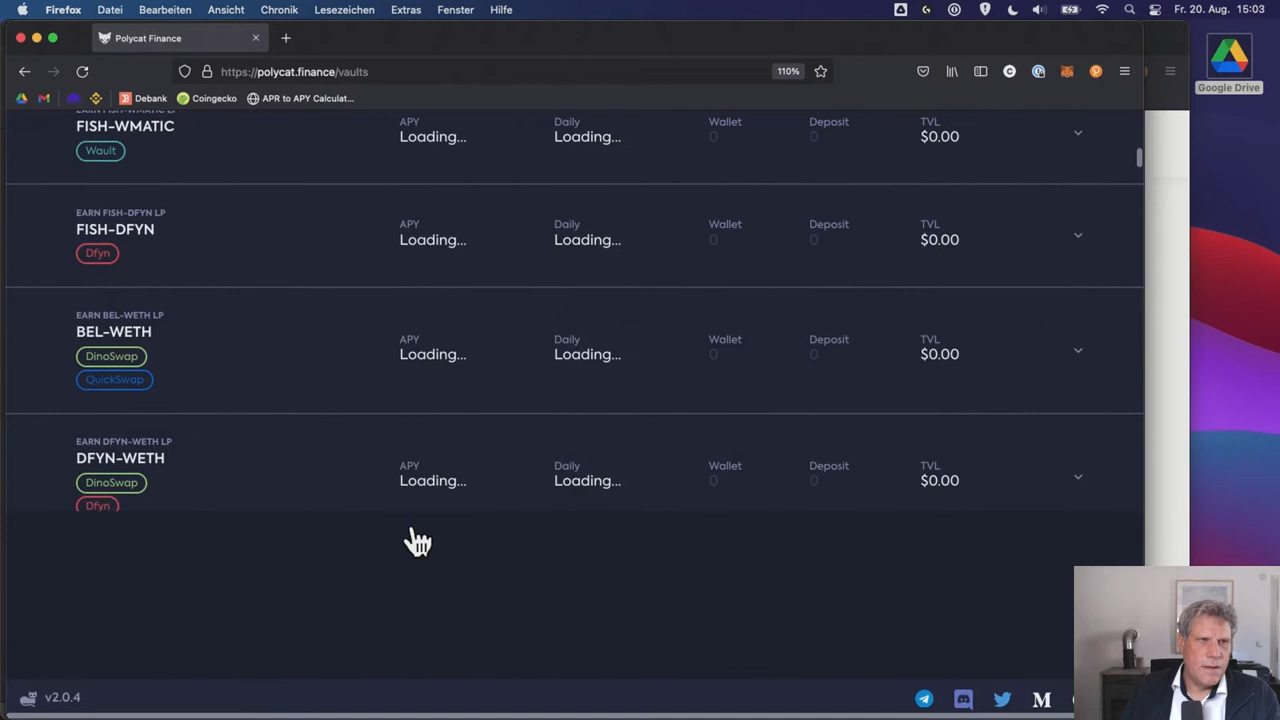 Firefox Datei Bearbeiten Ansicht Chronik Lesezeichen Extras Fenster Hilfe Fr. 20. Aug. 15:03
Polycat Finance
https://polycat.finance/vaults 110%
Debank Coingecko APR to APY Calculat...
Google Drive
FISH-WMATIC
Wault
APY
Loading...
Daily
Loading...
Wallet
0
Deposit
0
TVL
$0.00
EARN FISH-DFYN LP
FISH-DFYN
Dfyn
APY
Loading...
Daily
Loading...
Wallet
0
Deposit
0
TVL
$0.00
EARN BEL-WETH LP
BEL-WETH
DinoSwap
QuickSwap
APY
Loading...
Daily
Loading...
Wallet
0
Deposit
0
TVL
$0.00
EARN DFYN-WETH LP
DFYN-WETH
DinoSwap
Dfyn
APY
Loading...
Daily
Loading...
Wallet
0
Deposit
0
TVL
$0.00
v2.0.4